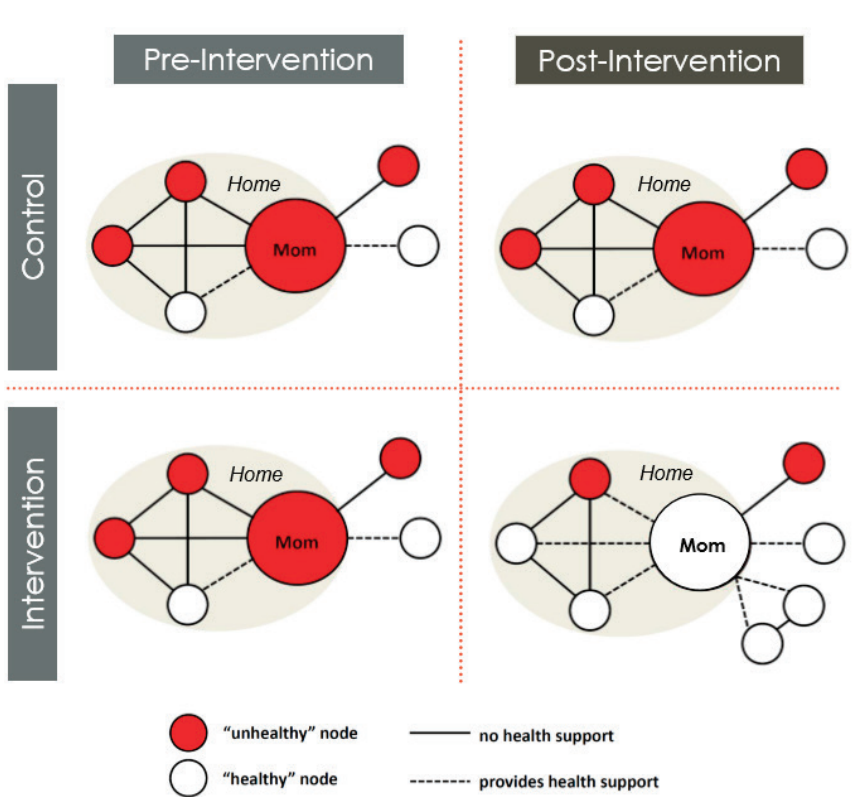 Pre-Intervention
Post-Intervention
Control
Home
Mom
Home
Mom
Intervention
Home
Mom
Home
Mom
“unhealthy” node
no health support
“healthy” node
provides health support